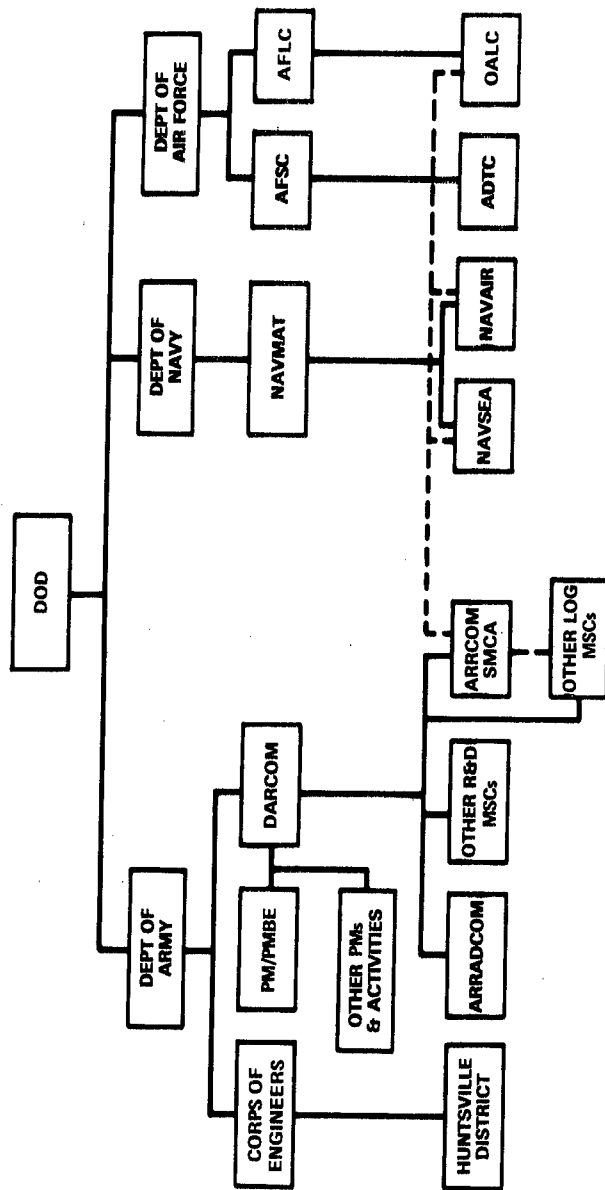 DOD
DEPT OF
ARMY
DEPT OF
NAVY
DEPT OF
AIR FORCE
CORPS OF
ENGINEERS
PM/PMBE
DARCOM
NAVMAT
AFSC
AFLC
OTHER PMs
& ACTIVITIES
HUNTSVILLE
DISTRICT
ARRADCOM
OTHER R&D
MSCs
ARRCOM
SMCA
NAVSEA
NAVAIR
ADTC
OALC
OTHER LOG
MSCs